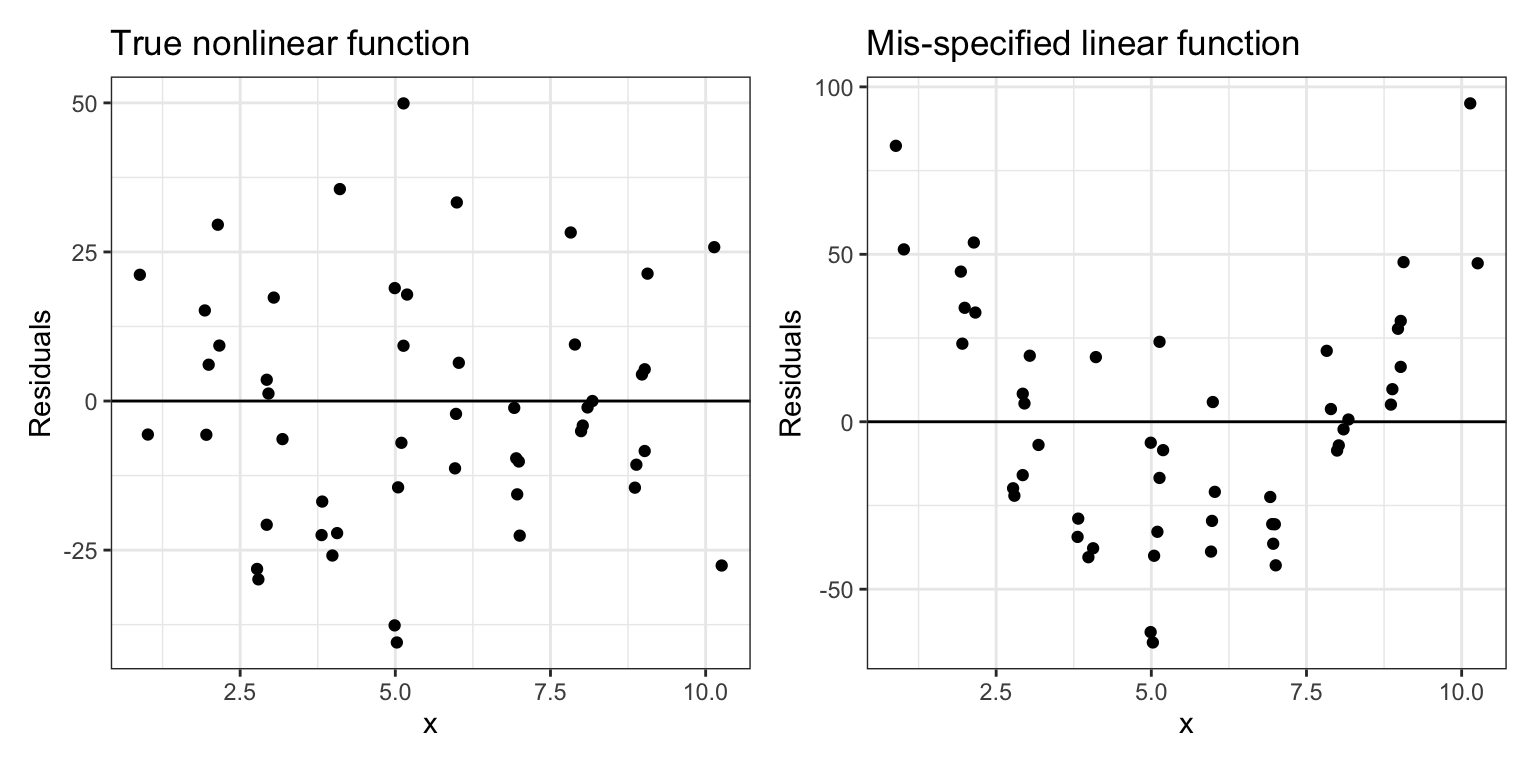 True nonlinear function
50
25
0
-25
Residuals
2.5 5.0 7.5 10.0
x
Mis-specified linear function
100
50
0
-50
Residuals
2.5 5.0 7.5 10.0
x